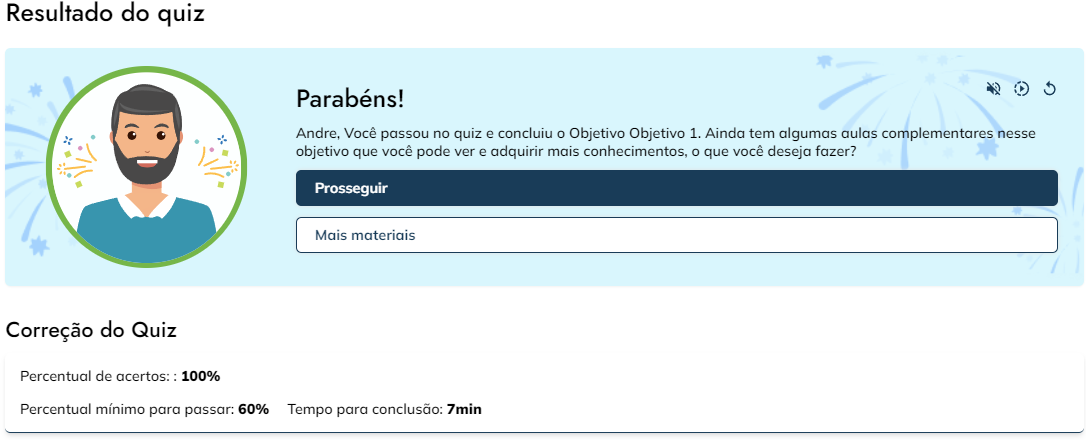 Resultado do quiz
Parabéns!
Andre, Você passou no quiz e concluiu o Objetivo Objetivo 1. Ainda tem algumas aulas complementares nesse
objetivo que você pode ver e adquirir mais conhecimentos, o que você deseja fazer?
Prosseguir
Mais materiais
Correção do Quiz
Percentual de acertos: : 100%
Percentual mínimo para passar: 60% Tempo para conclusão: 7min